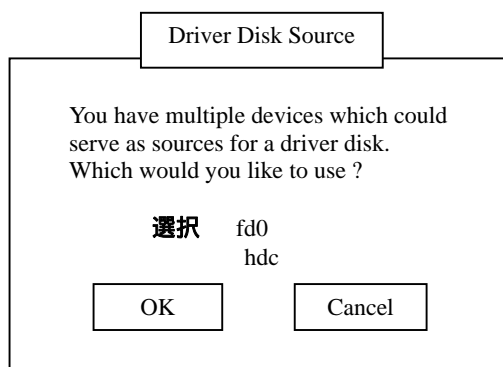 Driver Disk Source
You have multiple devices which could
serve as sources for a driver disk.
Which would you like to use ?
選択 fd0
hdc
OK Cancel